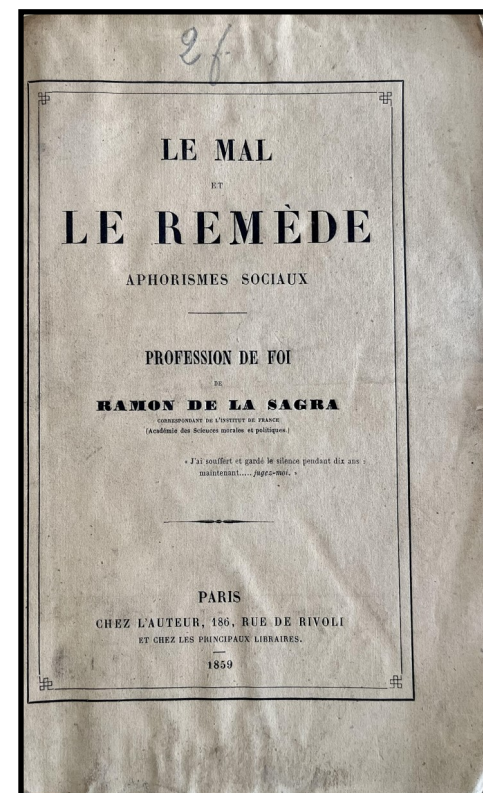 2 f.
LE MAL
ET
LE REMÈDE
APHORISMES SOCIAUX
PROFESSION DE FOI
DE
RAMON DE LA SAGRA
CORRESPONDANT DE L'INSTITUT DE FRANCE
(Académie des Sciences morales et politiques.)
« J'ai souffert et gardé le silence pendant dix ans :
maintenant..... jugez-moi. »
PARIS
CHEZ L'AUTEUR, 186, RUE DE RIVOLI
ET CHEZ LES PRINCIPAUX LIBRAIRES.
1859